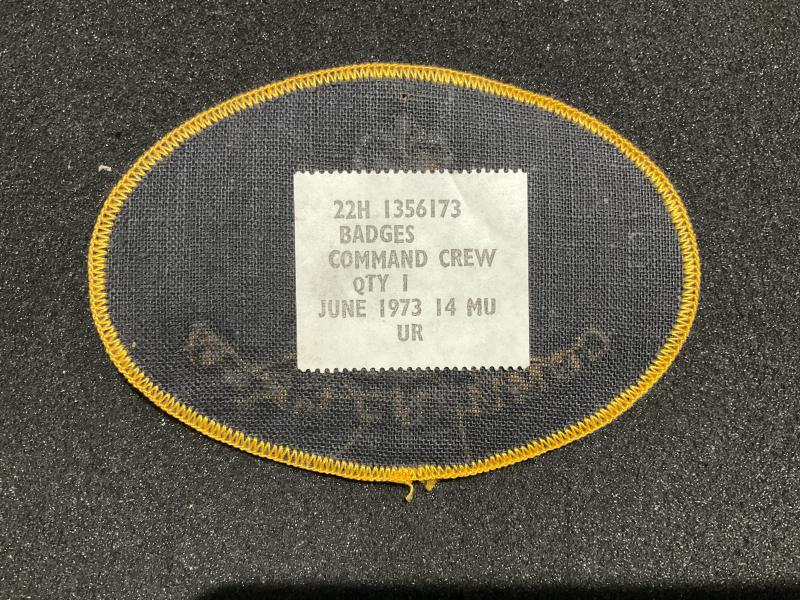 22H 1356173
BADGES
COMMAND CREW
QTY 1
JUNE 1973 14 MU
UR